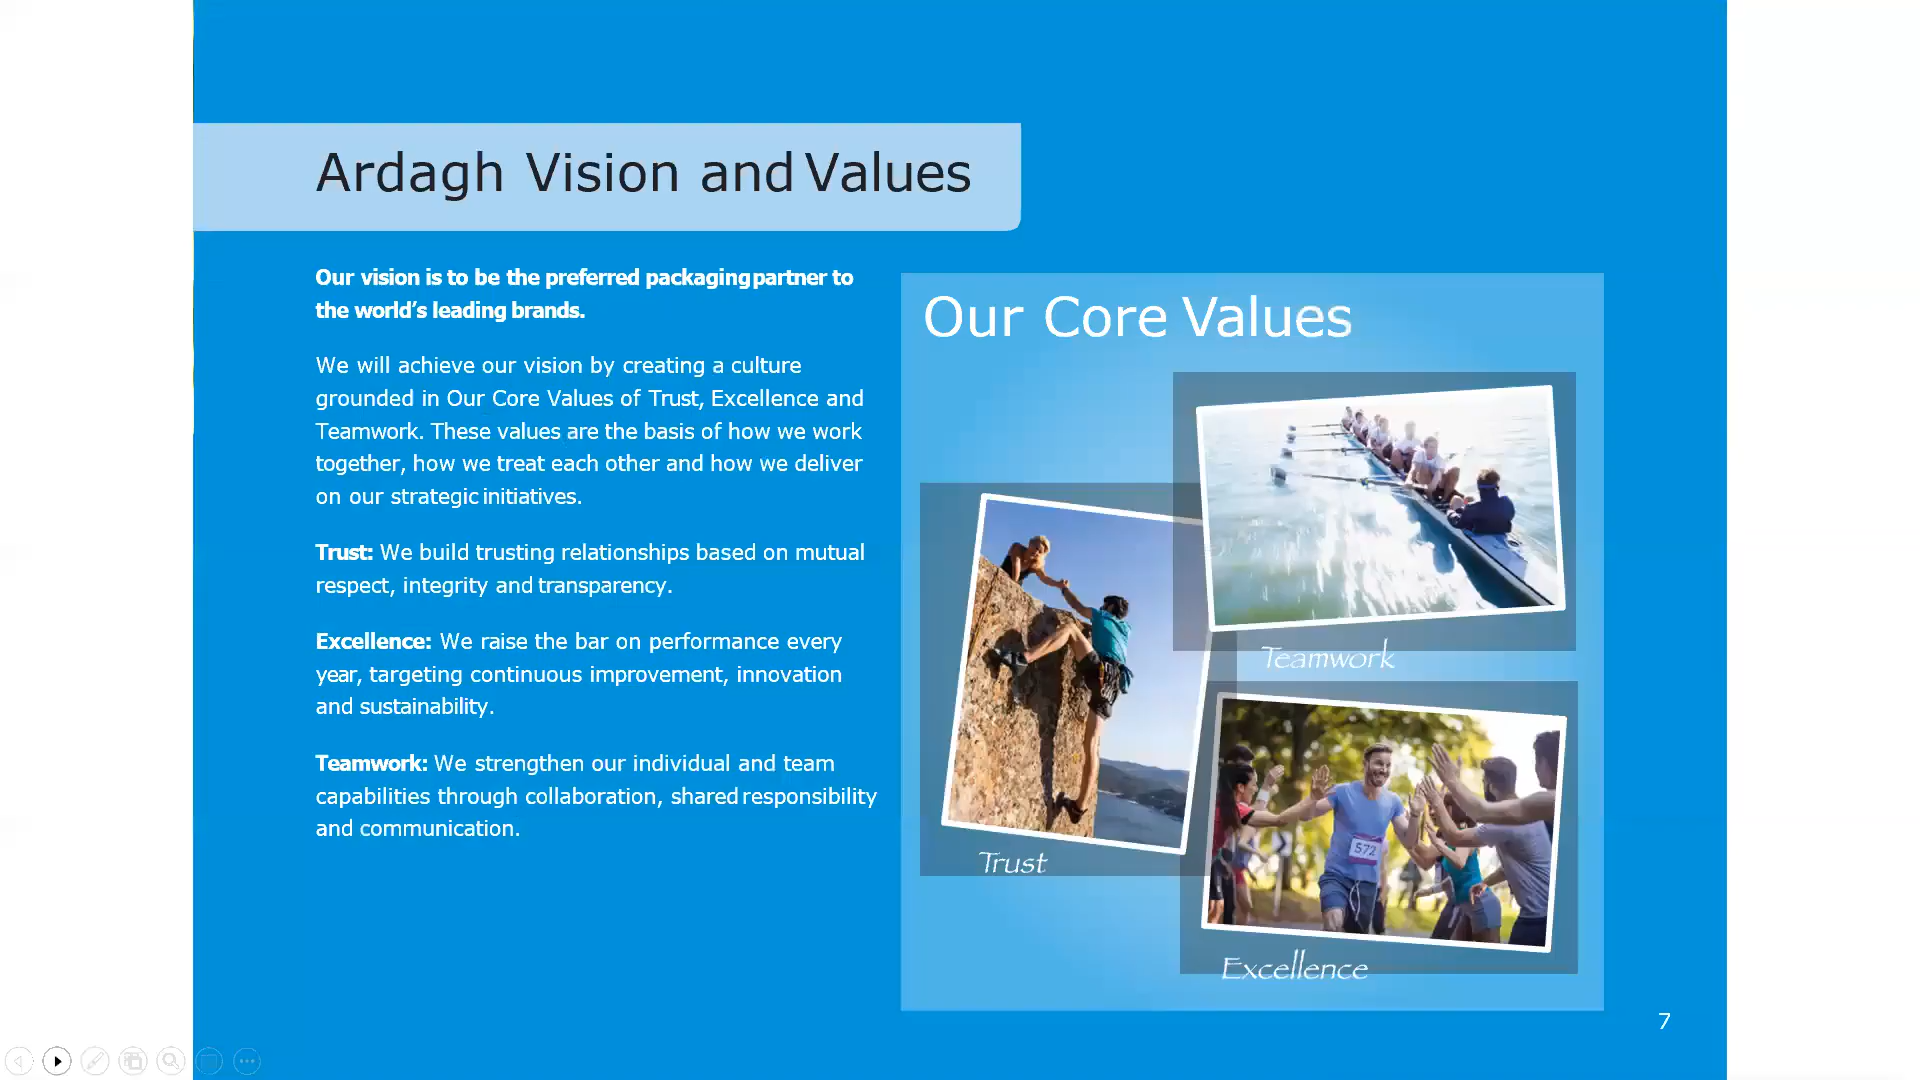 Ardagh Vision and Values
Our vision is to be the preferred packaging partner to
the world’s leading brands.
We will achieve our vision by creating a culture
grounded in Our Core Values of Trust, Excellence and
Teamwork. These values are the basis of how we work
together, how we treat each other and how we deliver
on our strategic initiatives.
Trust: We build trusting relationships based on mutual
respect, integrity and transparency.
Excellence: We raise the bar on performance every
year, targeting continuous improvement, innovation
and sustainability.
Teamwork: We strengthen our individual and team
capabilities through collaboration, shared responsibility
and communication.
Our Core Values
Teamwork
Trust
572
Excellence
7